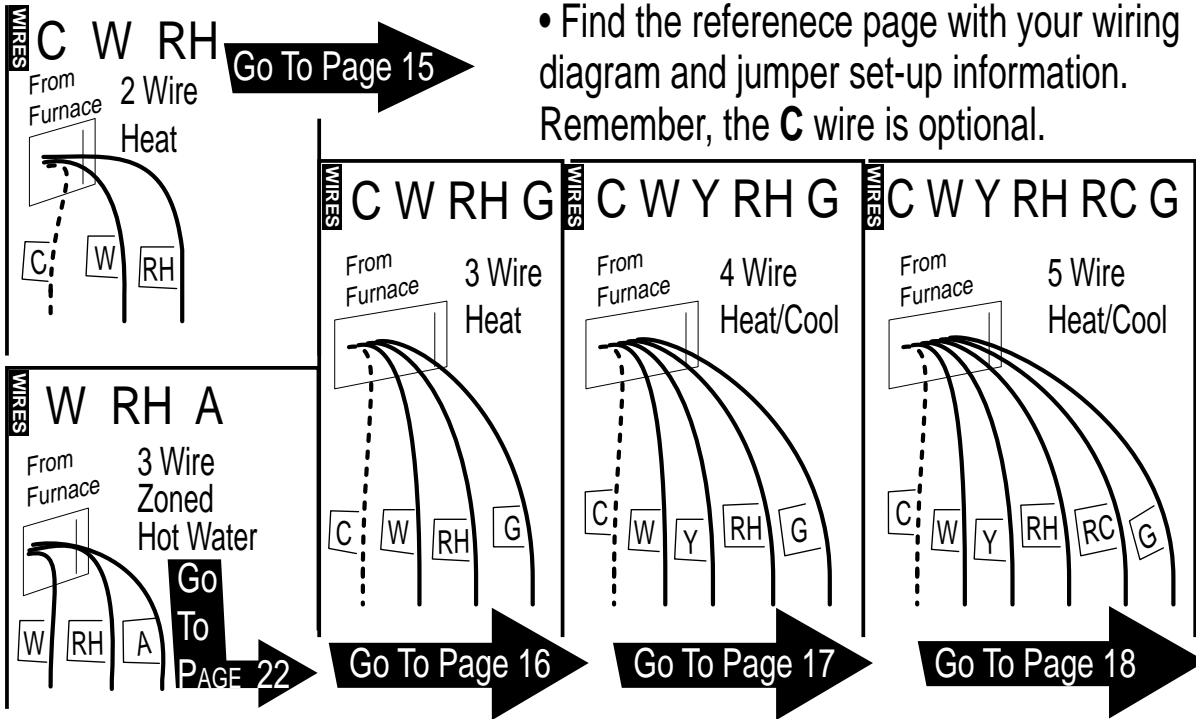 WIRES
C W RH
From
Furnace
2 Wire
Heat
C
W
RH
Go To Page 15
• Find the referenece page with your wiring
diagram and jumper set-up information.
Remember, the C wire is optional.
WIRES
W RH A
From
Furnace
3 Wire
Zoned
Hot Water
W
RH
A
Go
To
PAGE 22
WIRES
C W RH G
From
Furnace
3 Wire
Heat
C
W
RH
G
Go To Page 16
WIRES
C W Y RH G
From
Furnace
4 Wire
Heat/Cool
C
W
Y
RH
G
Go To Page 17
WIRES
C W Y RH RC G
From
Furnace
5 Wire
Heat/Cool
C
W
Y
RH
RC
G
Go To Page 18